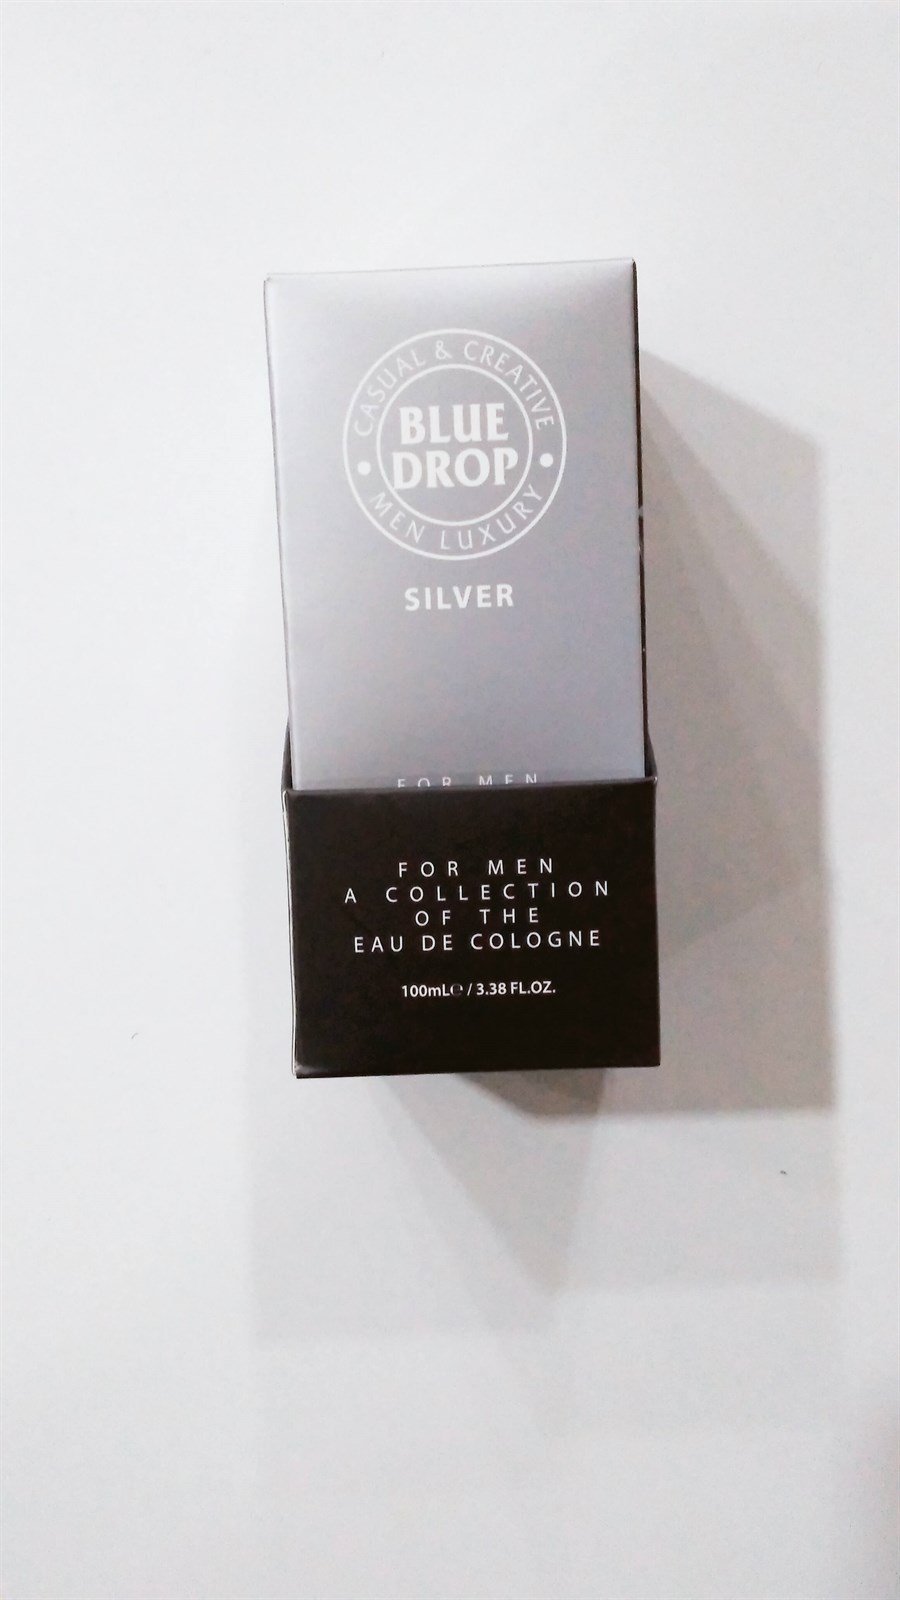 CASUAL & CREATIVE
BLUE
DROP
MEN LUXURY
SILVER
FOR MEN
FOR MEN
A COLLECTION
OF THE
EAU DE COLOGNE
100mL℮ / 3.38 FL.OZ.